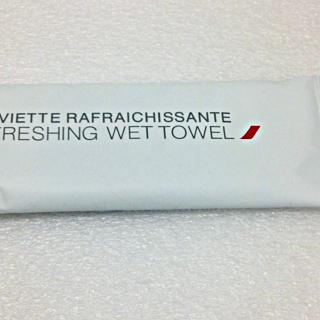 VIETTE RAFRAICHISSANTE
FRESHING WET TOWEL